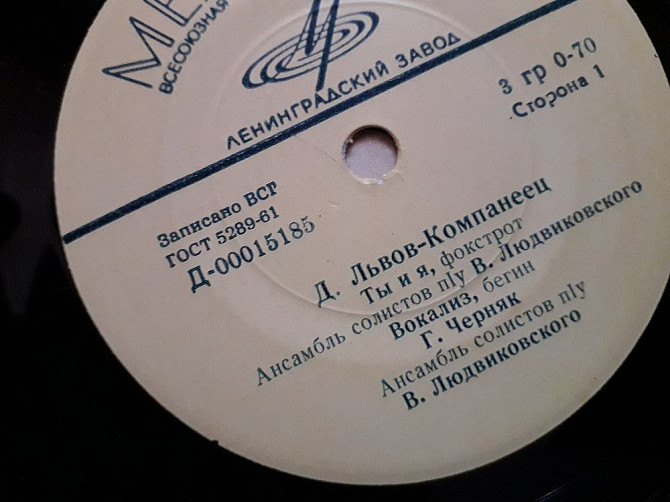 МЕ
ВСЕСОЮЗНАЯ
ЛЕНИНГРАДСКИЙ ЗАВОД
3 гр 0-70
Сторона 1
Записано ВСГ
ГОСТ 5289-61
Д-00015185
Д. Львов-Компанеец
Ты и я, фокстрот
Ансамбль солистов п/у В. Людвиковского
Вокализ, бегин
Г. Черняк
Ансамбль солистов п/у
В. Людвиковского